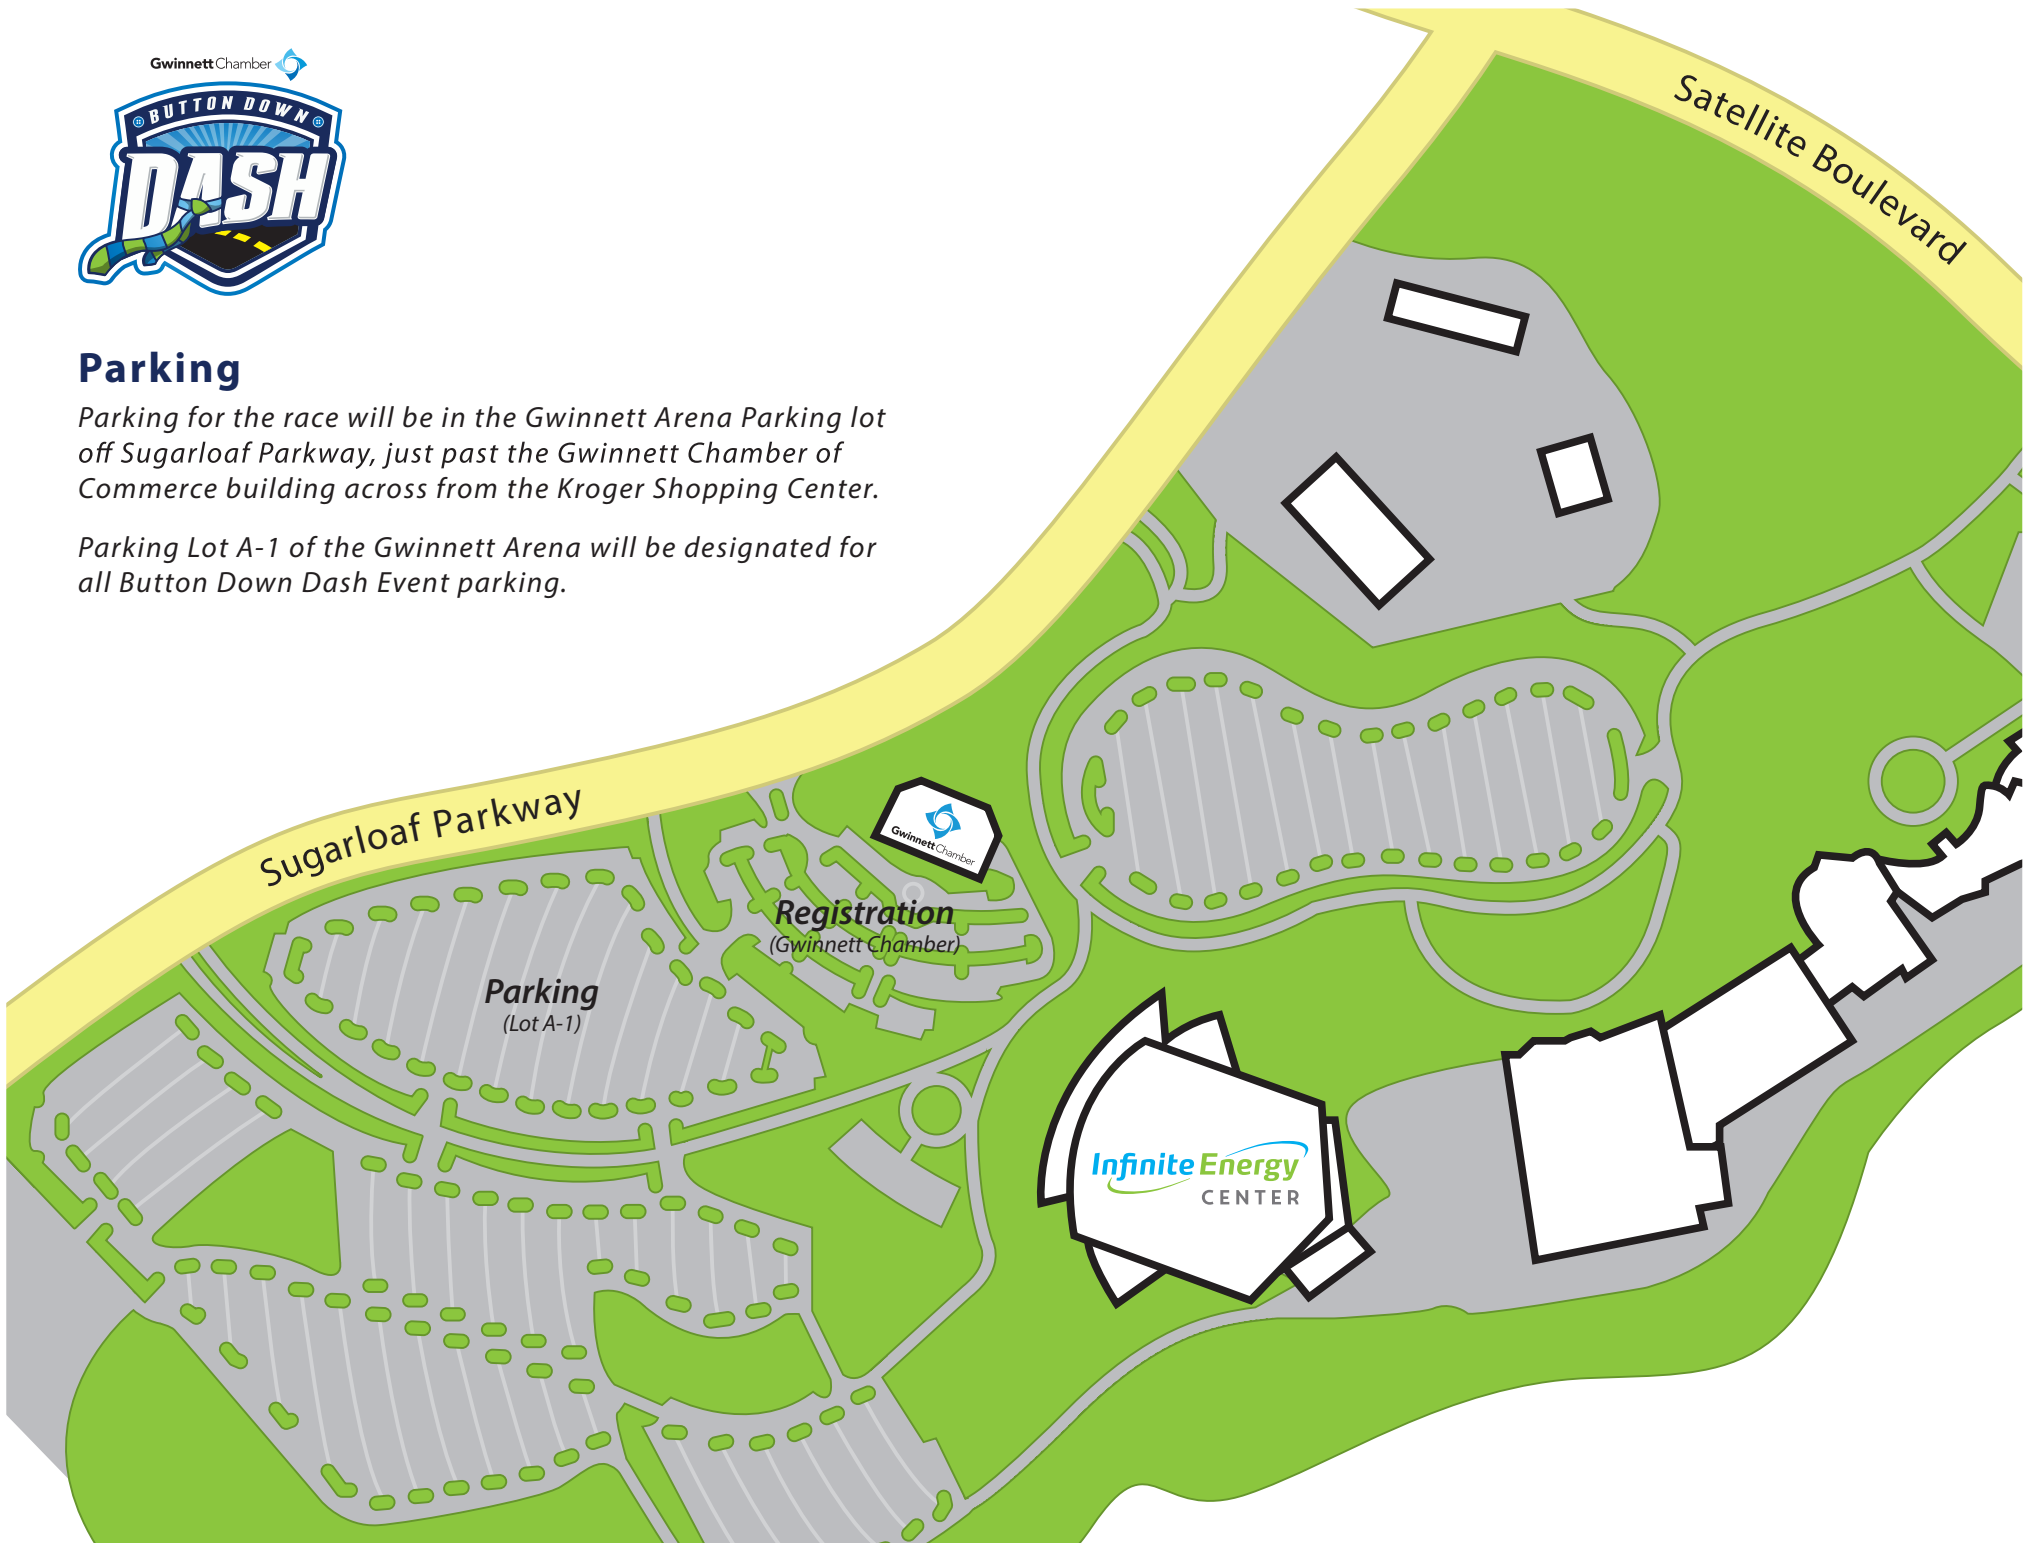 Gwinnett Chamber
BUTTON DOWN
DASH
Parking
Parking for the race will be in the Gwinnett Arena Parking lot
off Sugarloaf Parkway, just past the Gwinnett Chamber of
Commerce building across from the Kroger Shopping Center.
Parking Lot A-1 of the Gwinnett Arena will be designated for
all Button Down Dash Event parking.
Satellite Boulevard
Sugarloaf Parkway
Gwinnett Chamber
Registration
(Gwinnett Chamber)
Parking
(Lot A-1)
Infinite Energy
CENTER